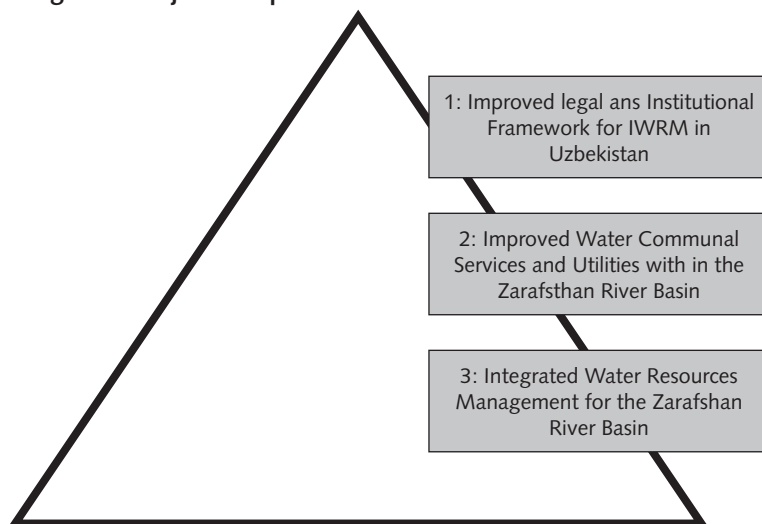 1: Improved legal ans Institutional
Framework for IWRM in
Uzbekistan
2: Improved Water Communal
Services and Utilities with in the
Zarafsthan River Basin
3: Integrated Water Resources
Management for the Zarafshan
River Basin